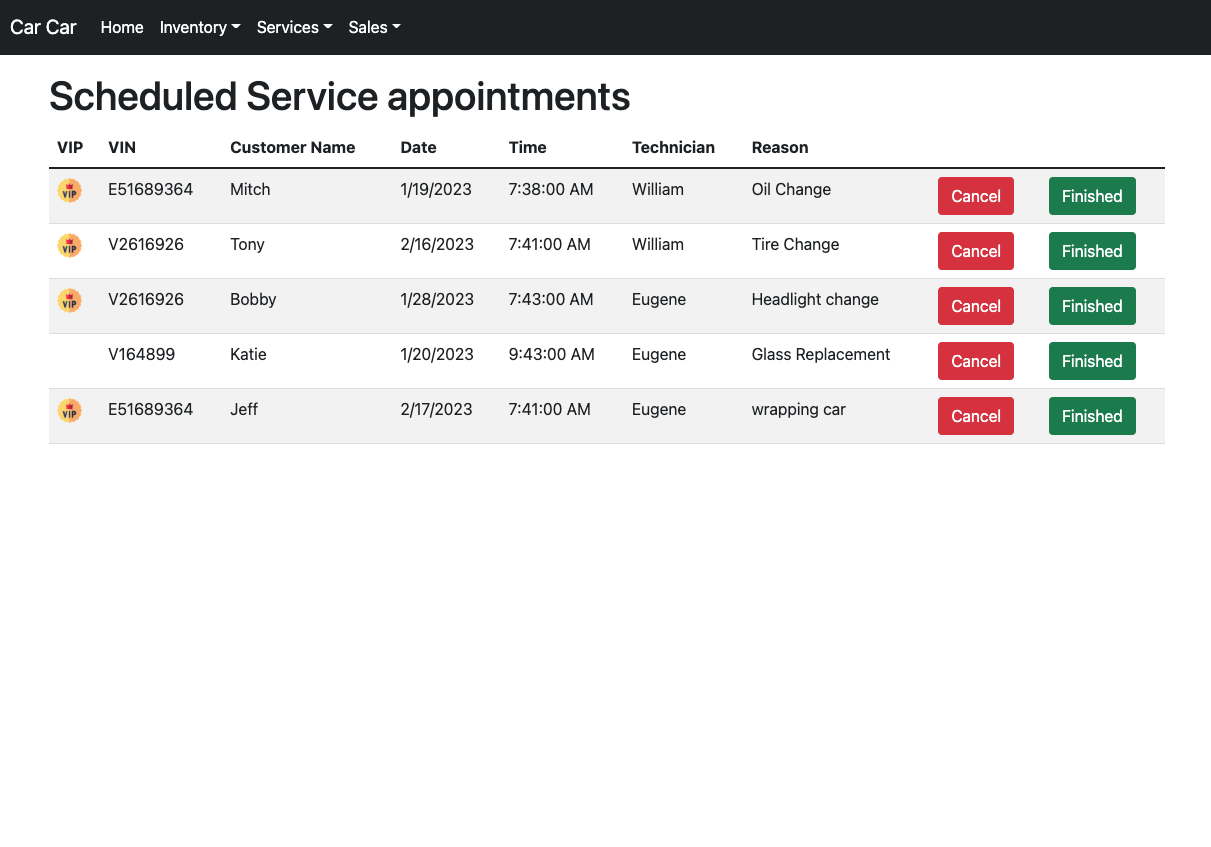 Car Car Home Inventory Services Sales
Scheduled Service appointments
VIP VIN Customer Name Date Time Technician Reason
VIP E51689364 Mitch 1/19/2023 7:38:00 AM William Oil Change Cancel Finished
VIP V2616926 Tony 2/16/2023 7:41:00 AM William Tire Change Cancel Finished
VIP V2616926 Bobby 1/28/2023 7:43:00 AM Eugene Headlight change Cancel Finished
V164899 Katie 1/20/2023 9:43:00 AM Eugene Glass Replacement Cancel Finished
VIP E51689364 Jeff 2/17/2023 7:41:00 AM Eugene wrapping car Cancel Finished